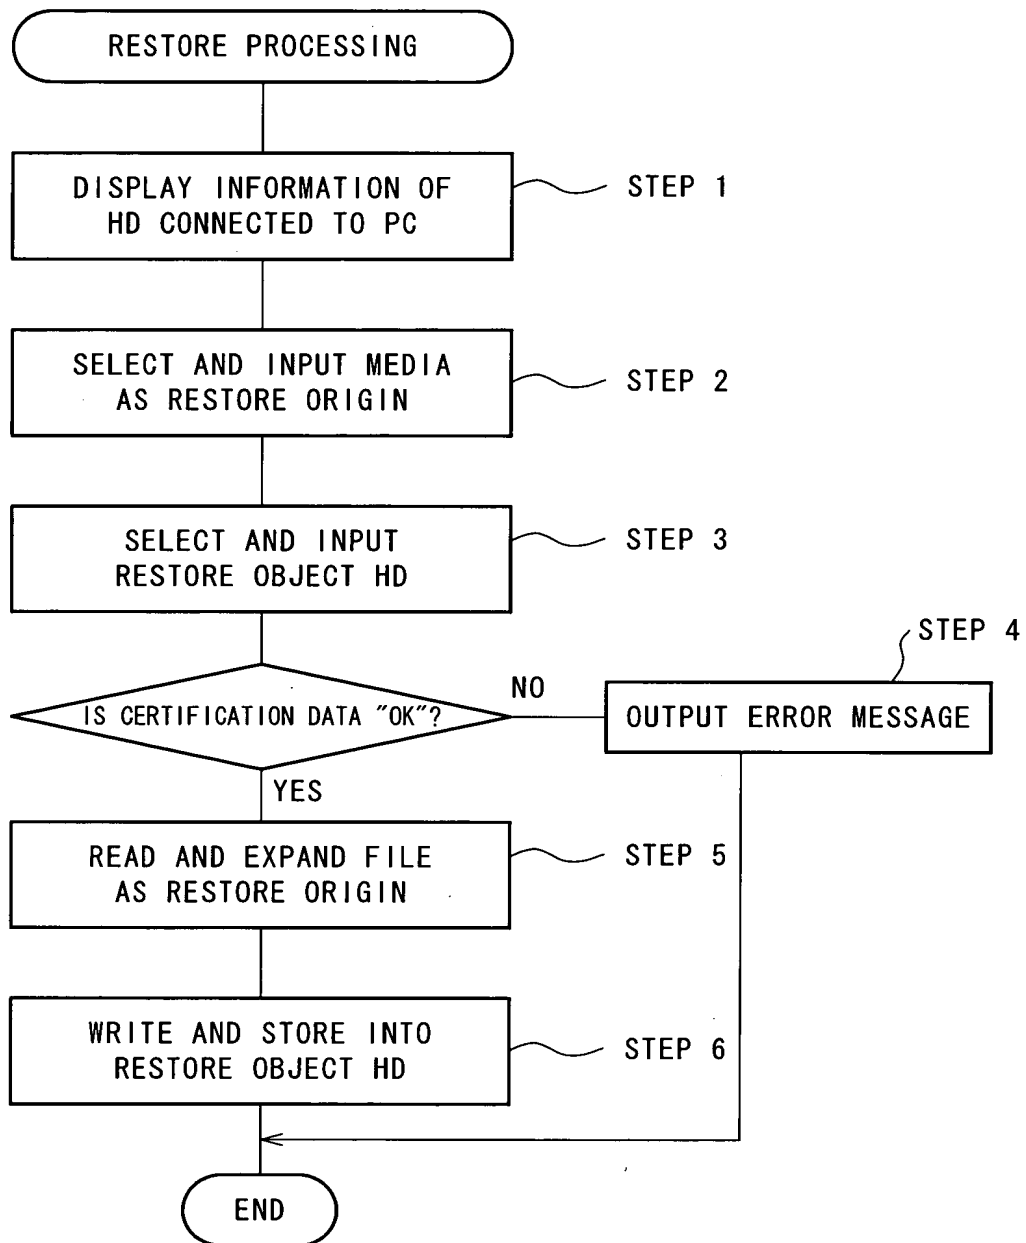 RESTORE PROCESSING
DISPLAY INFORMATION OF
HD CONNECTED TO PC
STEP 1
SELECT AND INPUT MEDIA
AS RESTORE ORIGIN
STEP 2
SELECT AND INPUT
RESTORE OBJECT HD
STEP 3
STEP 4
IS CERTIFICATION DATA "OK"?
NO
OUTPUT ERROR MESSAGE
YES
READ AND EXPAND FILE
AS RESTORE ORIGIN
STEP 5
WRITE AND STORE INTO
RESTORE OBJECT HD
STEP 6
END